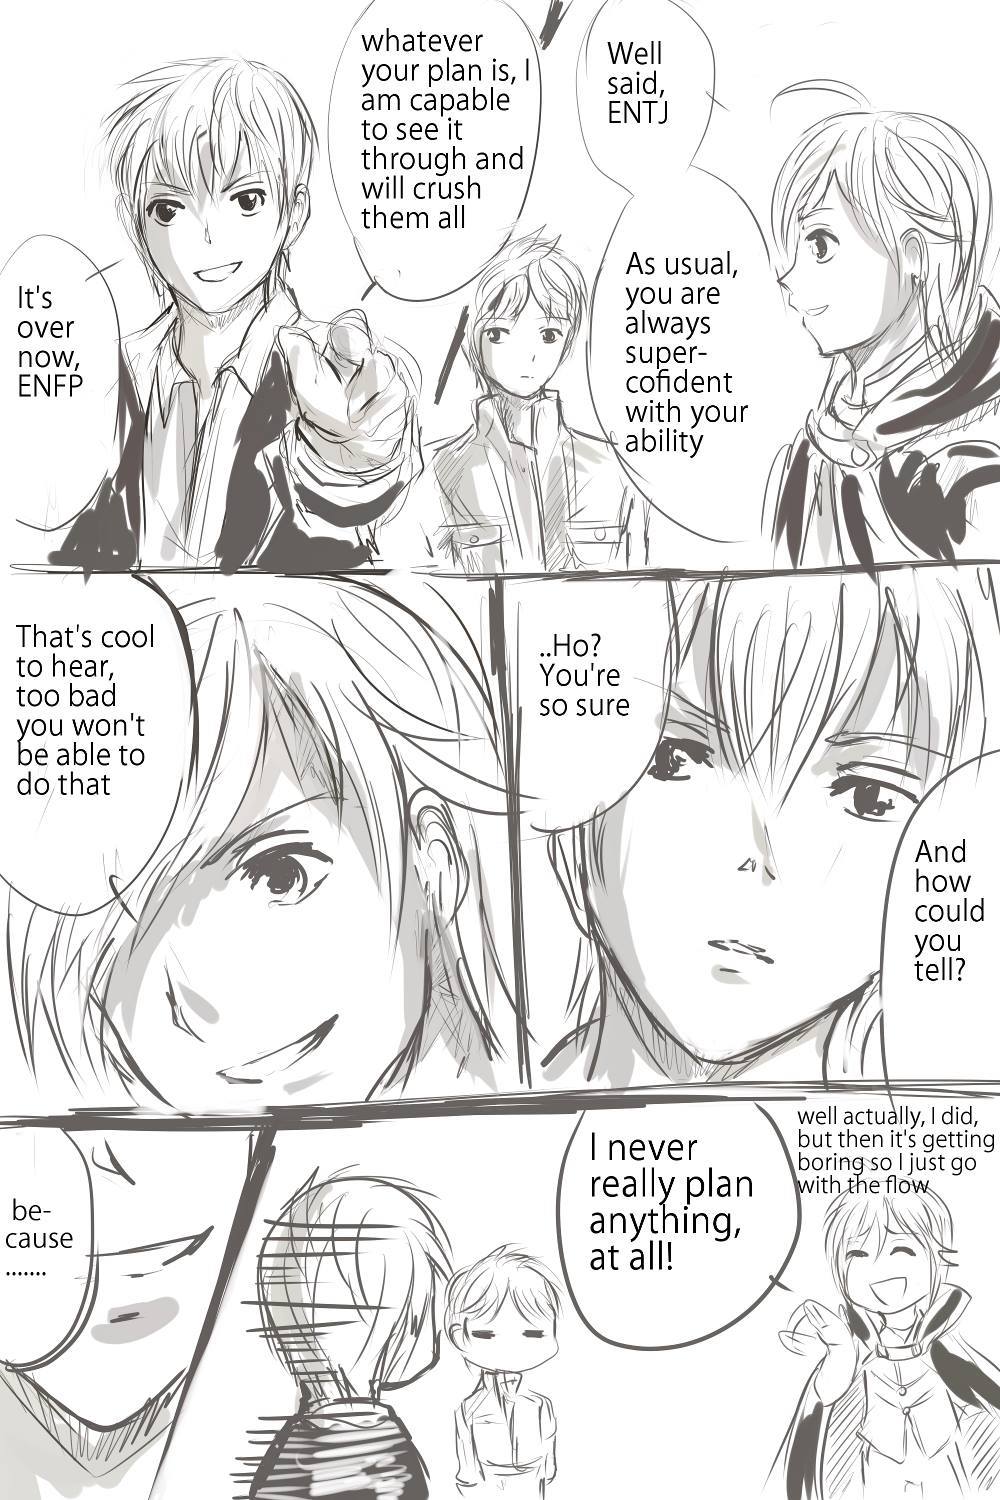 It's
over
now,
ENFP
whatever
your plan is, I
am capable
to see it
through and
will crush
them all
Well
said,
ENTJ
As usual,
you are
always
super-
cofident
with your
ability
That's cool
to hear,
too bad
you won't
be able to
do that
..Ho?
You're
so sure
And
how
could
you
tell?
be-
cause
.......
I never
really plan
anything,
at all!
well actually, I did,
but then it's getting
boring so I just go
with the flow